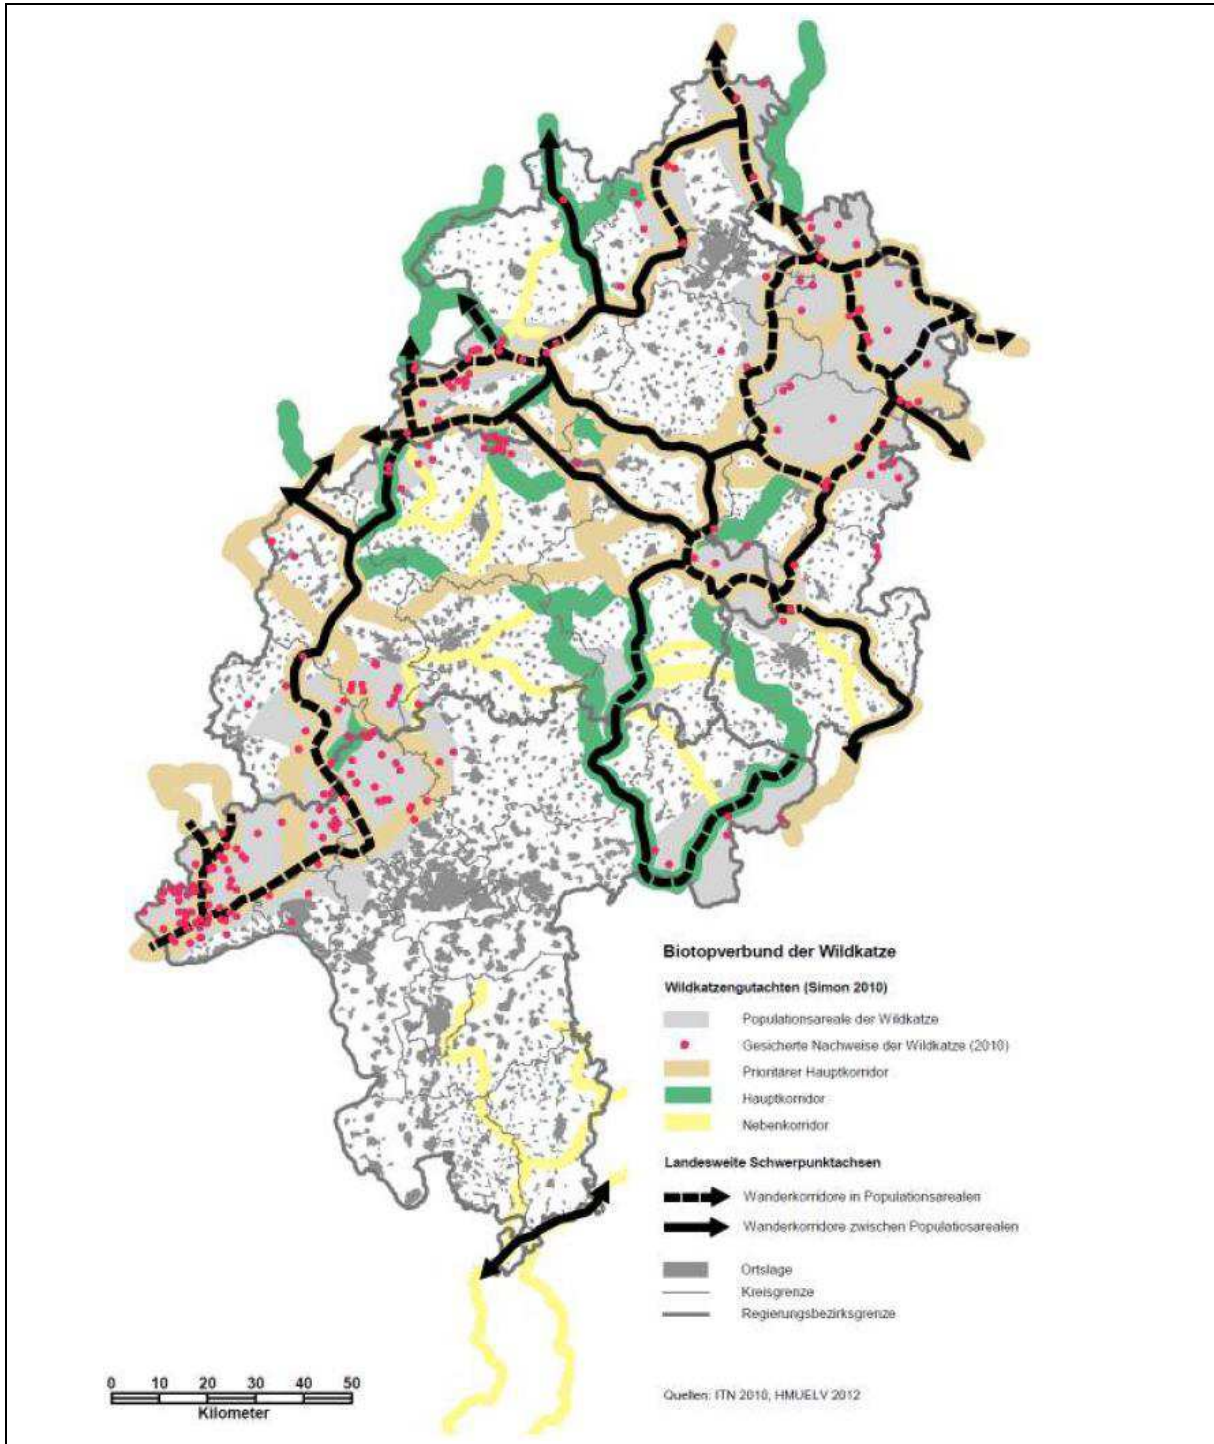 Biotopverbund der Wildkatze
Wildkatzengutachten (Simon 2010)
Populationsareale der Wildkatze
Gesicherte Nachweise der Wildkatze (2010)
Prioritärer Hauptkorridor
Hauptkorridor
Nebenkorridor
Landesweite Schwerpunktachsen
Wanderkorridore in Populationsarealen
Wanderkorridore zwischen Populatiosarealen
Ortslage
Kreisgrenze
Regierungsbezirksgrenze
0 10 20 30 40 50
Kilometer
Quellen: ITN 2010, HMUELV 2012